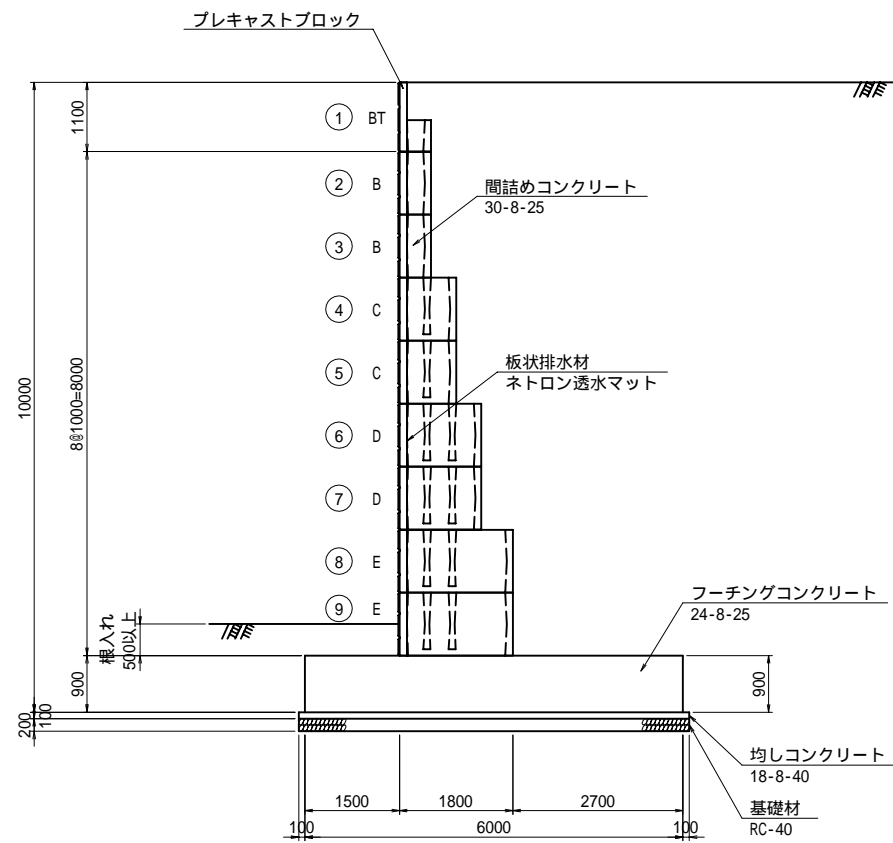 プレキャストブロック
1100
① BT
② B
間詰めコンクリート
30-8-25
③ B
④ C
10000
8@1000=8000
⑤ C
板状排水材
ネトロン透水マット
⑥ D
⑦ D
⑧ E
⑨ E
フーチングコンクリート
24-8-25
根入れ
500以上
900
900
100
200
均しコンクリート
18-8-40
基礎材
RC-40
1500
1800
2700
100
6000
100